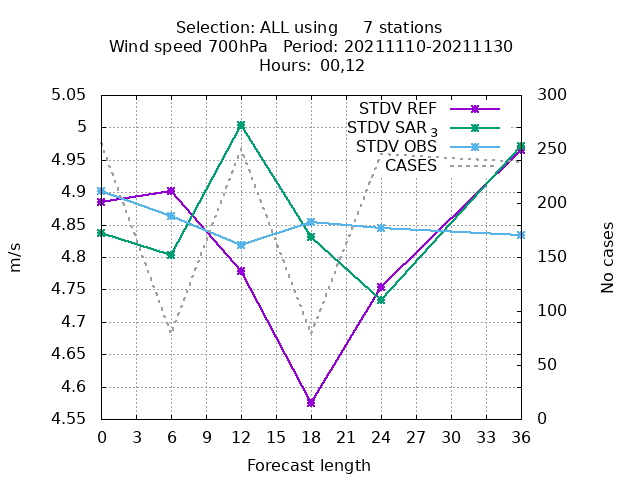 Selection: ALL using 7 stations
Wind speed 700hPa Period: 20211110-20211130
Hours: 00,12
5.05
5
4.95
4.9
4.85
4.8
4.75
4.7
4.65
4.6
4.55
m/s
STDV REF
STDV SAR 3
STDV OBS
CASES
300
250
200
150
100
50
0
No cases
0 3 6 9 12 15 18 21 24 27 30 33 36
Forecast length